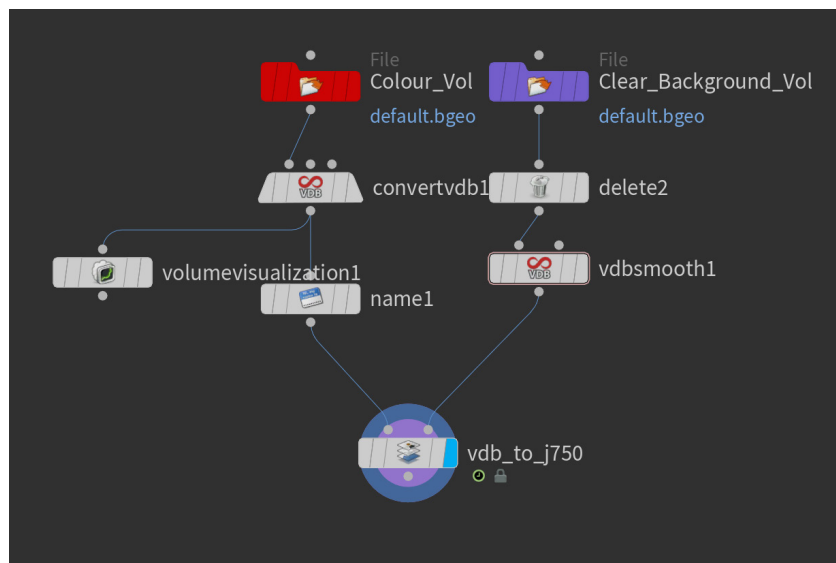 File
Colour_Vol
default.bgeo
File
Clear_Background_Vol
default.bgeo
VDB
convertvdb1
delete2
volumevisualization1
VDB
vdbsmooth1
name1
vdb_to_j750